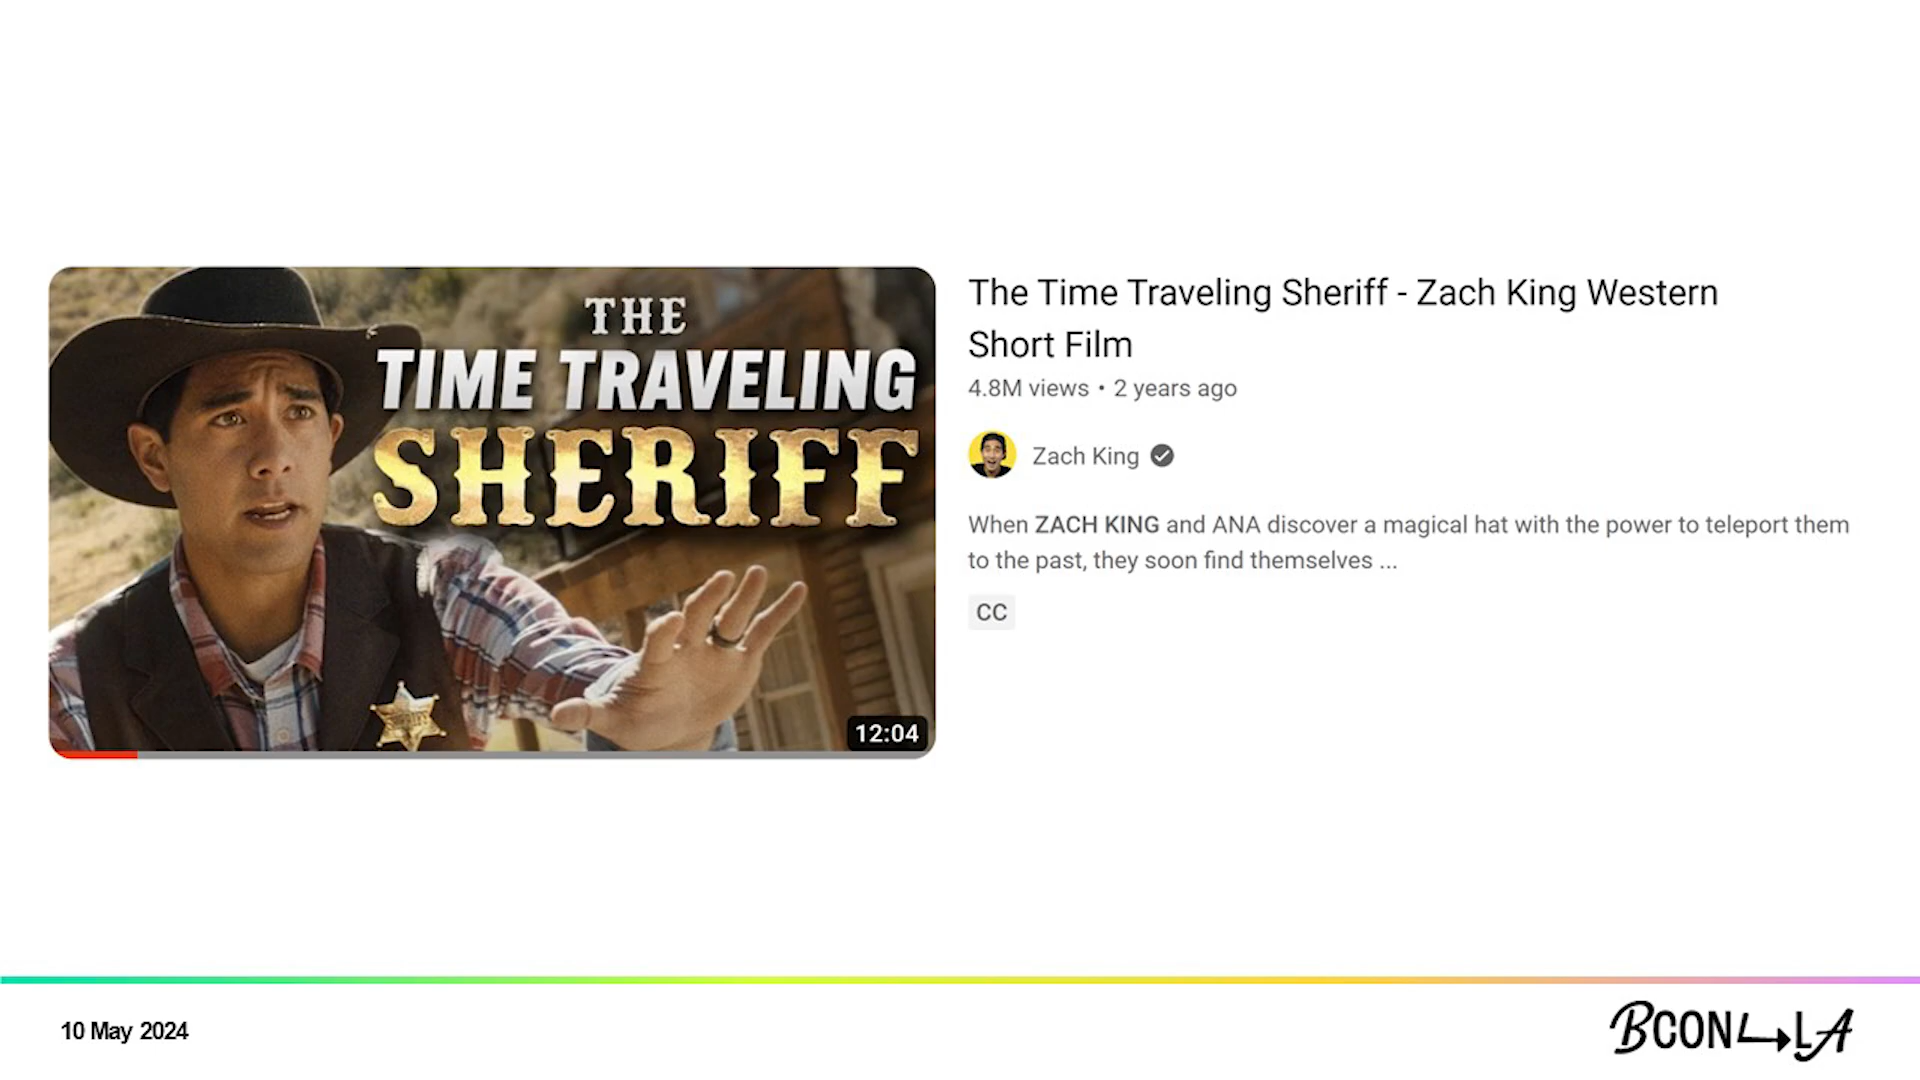 THE
TIME TRAVELING
SHERIFF
SHERIFF
12:04
The Time Traveling Sheriff - Zach King Western
Short Film
4.8M views • 2 years ago
Zach King
When ZACH KING and ANA discover a magical hat with the power to teleport them
to the past, they soon find themselves ...
CC
10 May 2024
BCON LA